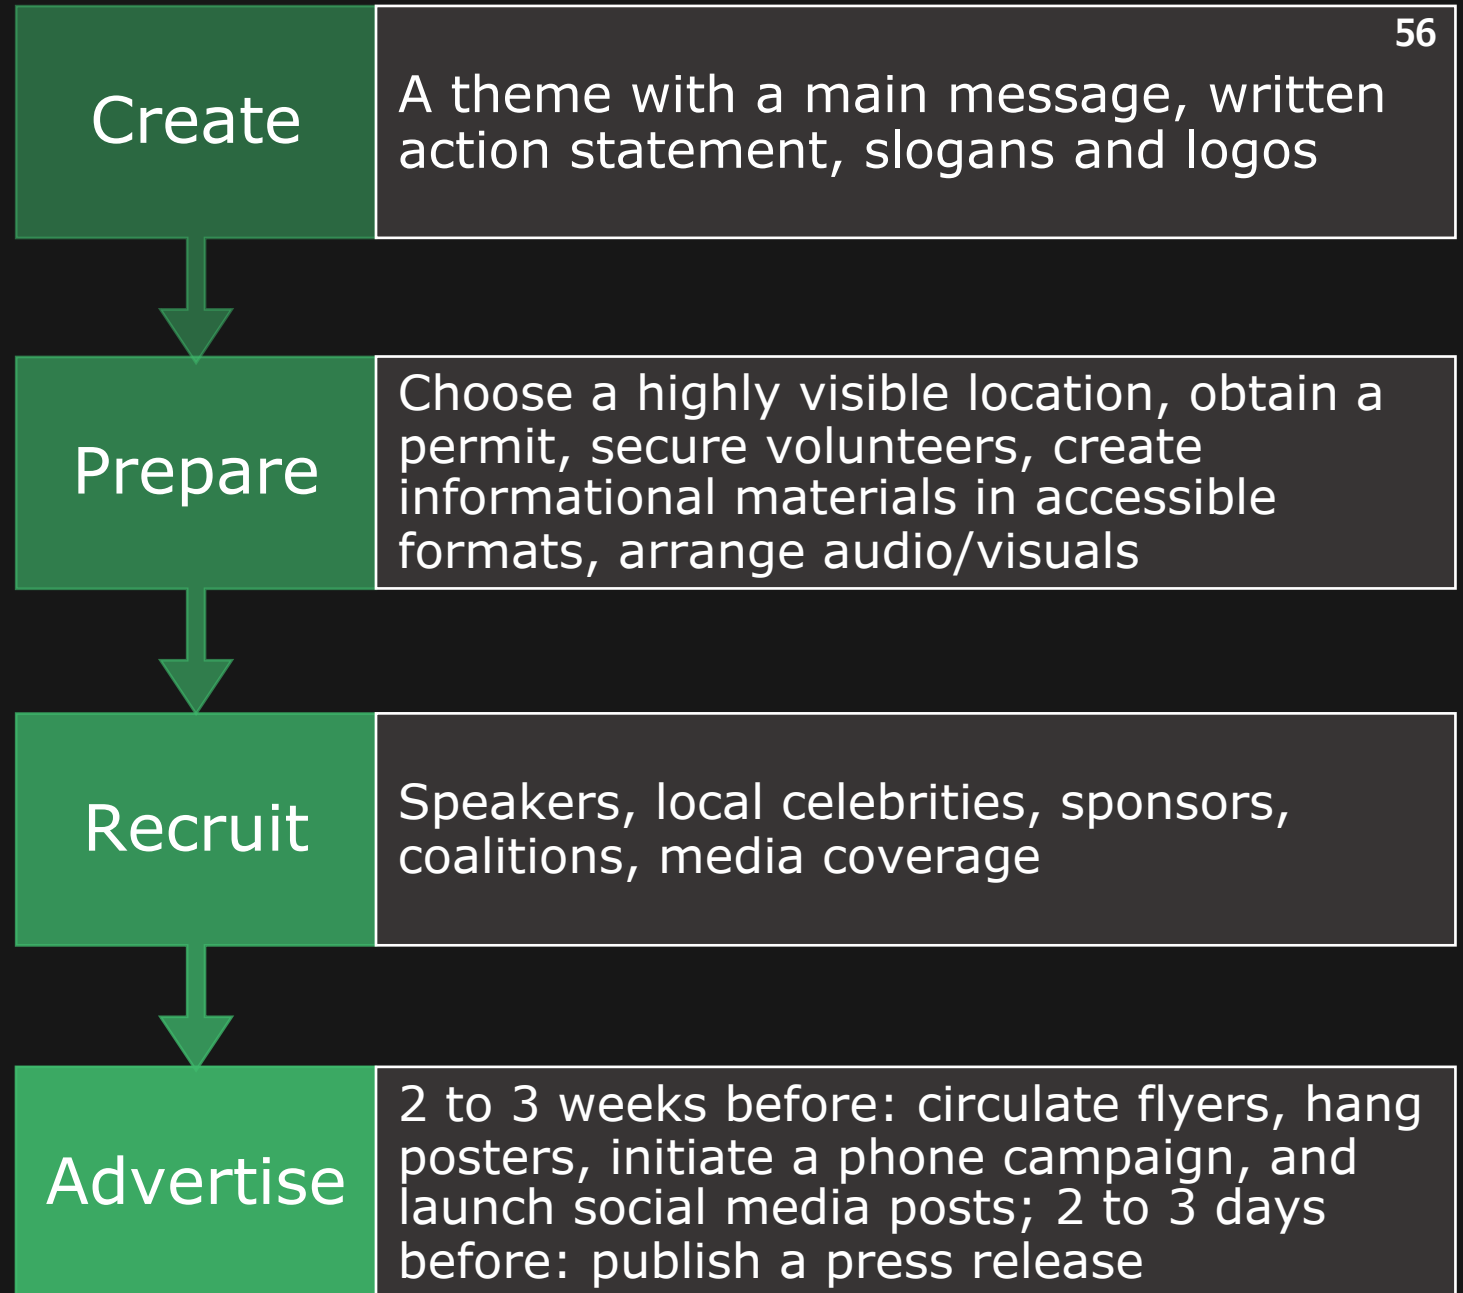 56
Create
A theme with a main message, written
action statement, slogans and logos
Prepare
Choose a highly visible location, obtain a
permit, secure volunteers, create
informational materials in accessible
formats, arrange audio/visuals
Recruit
Speakers, local celebrities, sponsors,
coalitions, media coverage
Advertise
2 to 3 weeks before: circulate flyers, hang
posters, initiate a phone campaign, and
launch social media posts; 2 to 3 days
before: publish a press release